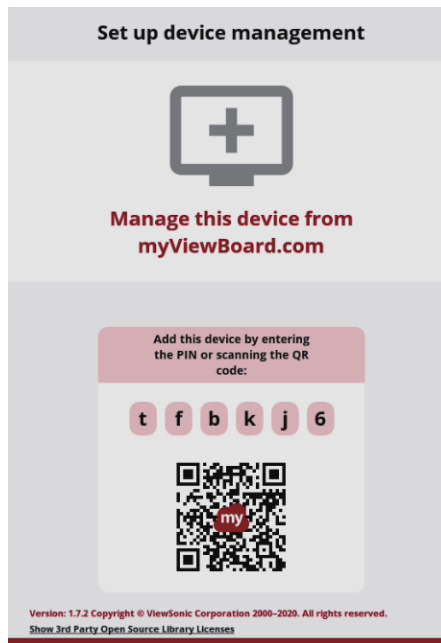 Set up device management
Manage this device from
myViewBoard.com
Add this device by entering
the PIN or scanning the QR
code:
t f b k j 6
my
Version: 1.7.2 Copyright © ViewSonic Corporation 2000–2020. All rights reserved.
Show 3rd Party Open Source Library Licenses